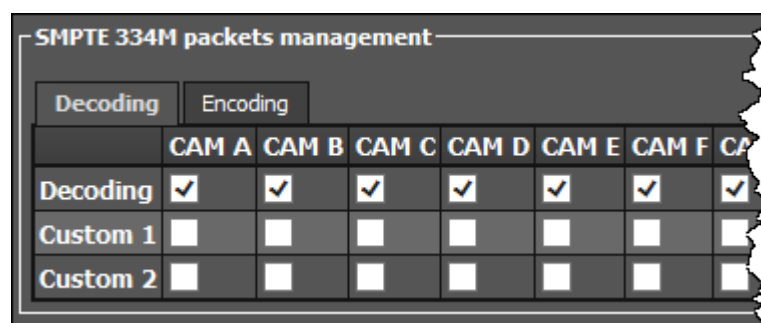 SMPTE 334M packets management
Decoding Encoding
CAM A CAM B CAM C CAM D CAM E CAM F
Decoding
Custom 1
Custom 2